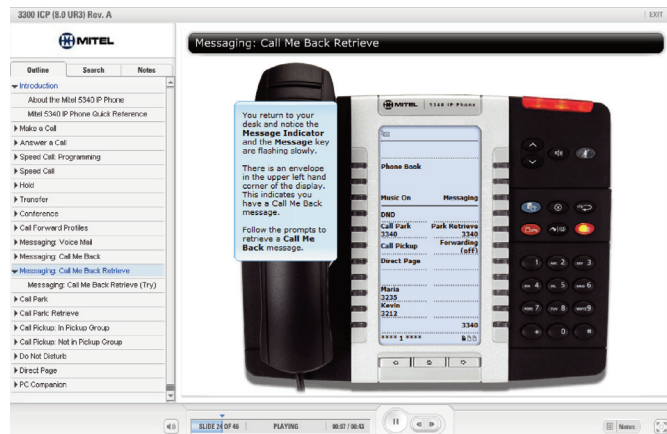 3300 ICP (8.0 UR3) Rev. A
EXIT
MITEL
Outline Search Notes
Introduction
About the Mitel 5340 IP Phone
Mitel 5340 IP Phone Quick Reference
Make a Call
Answer a Call
Speed Call: Programming
Speed Call
Hold
Transfer
Conference
Call Forward Profiles
Messaging: Voice Mail
Messaging: Call Me Back
Messaging: Call Me Back Retrieve
Messaging: Call Me Back Retrieve (Try)
Call Park
Call Park: Retrieve
Call Pickup: In Pickup Group
Call Pickup: Not in Pickup Group
Do Not Disturb
Direct Page
PC Companion
Messaging: Call Me Back Retrieve
You return to your
desk and notice the
Message Indicator
and the Message key
are flashing slowly.
There is an envelope
in the upper left hand
corner of the display.
This indicates you
have a Call Me Back
message.
Follow the prompts to
retrieve a Call Me
Back message.
MITEL 5340 IP Phone
Phone Book
Music On Messaging
DND
Call Park Park Retrieve
3340 3340
Call Pickup Forwarding
(off)
Direct Page
Maria
3235
Kevin
3212
3340
**** 1 ****
1 ABC 2 DEF 3
GHI 4 JKL 5 MNO 6
PQRS 7 TUV 8 WXYZ 9
* 0 #
SLIDE 24 OF 46 PLAYING 00:07 / 00:43
Notes